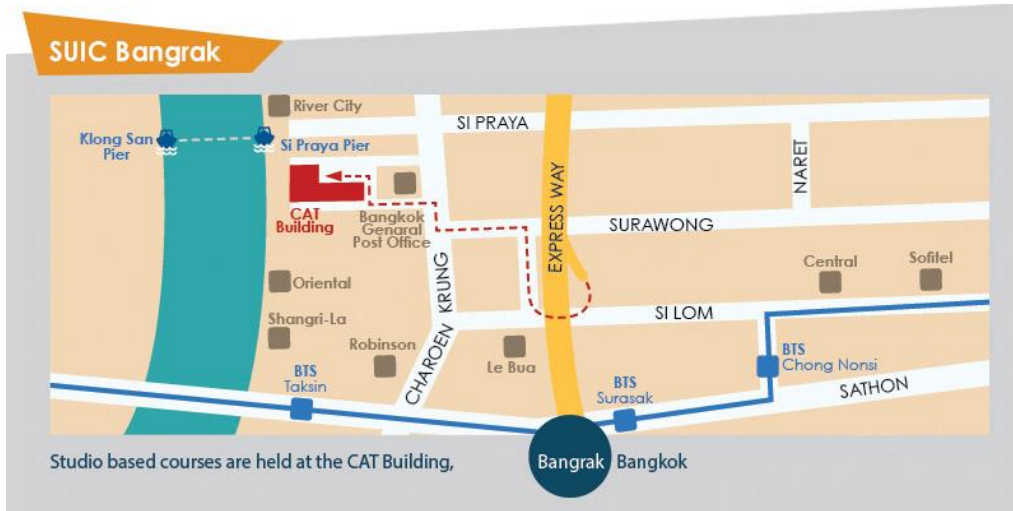 SUIC Bangrak
River City
SI PRAYA
Klong San
Pier
Si Praya Pier
NARET
CAT
Building
Bangkok
Genaral
Post Office
EXPRESS WAY
SURAWONG
Central
Sofitel
Oriental
CHAROEN KRUNG
SI LOM
Shangri-La
Robinson
Le Bua
BTS
Chong Nonsi
BTS
Taksin
BTS
Surasak
SATHON
Studio based courses are held at the CAT Building,
Bangrak Bangkok